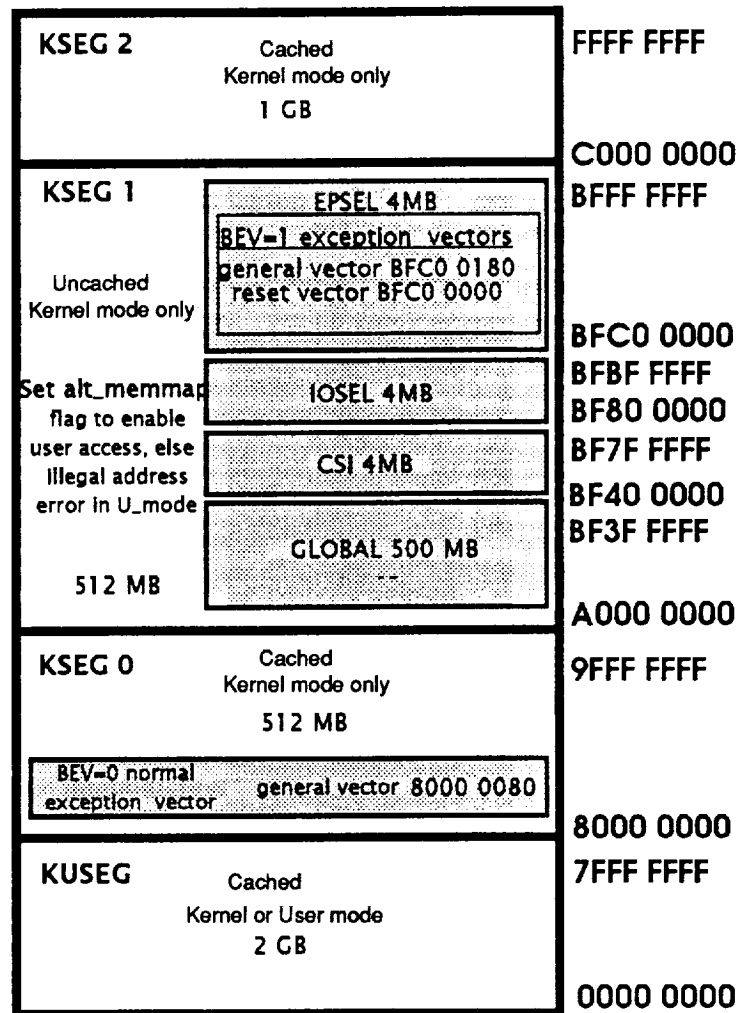 KSEG 2
Cached
Kernel mode only
1 GB
FFFF FFFF
C000 0000
KSEG 1
Uncached
Kernel mode only
Set alt_memmap
flag to enable
user access, else
illegal address
error in U_mode
512 MB
EPSEL 4MB
BEV=1 exception vectors
general vector BFC0 0180
reset vector BFC0 0000
IOSEL 4MB
CSI 4MB
GLOBAL 500 MB
--
BFFF FFFF
BFC0 0000
BFBF FFFF
BF80 0000
BF7F FFFF
BF40 0000
BF3F FFFF
A000 0000
KSEG 0
Cached
Kernel mode only
512 MB
BEV=0 normal
exception vector
general vector 8000 0080
9FFF FFFF
8000 0000
KUSEG
Cached
Kernel or User mode
2 GB
7FFF FFFF
0000 0000